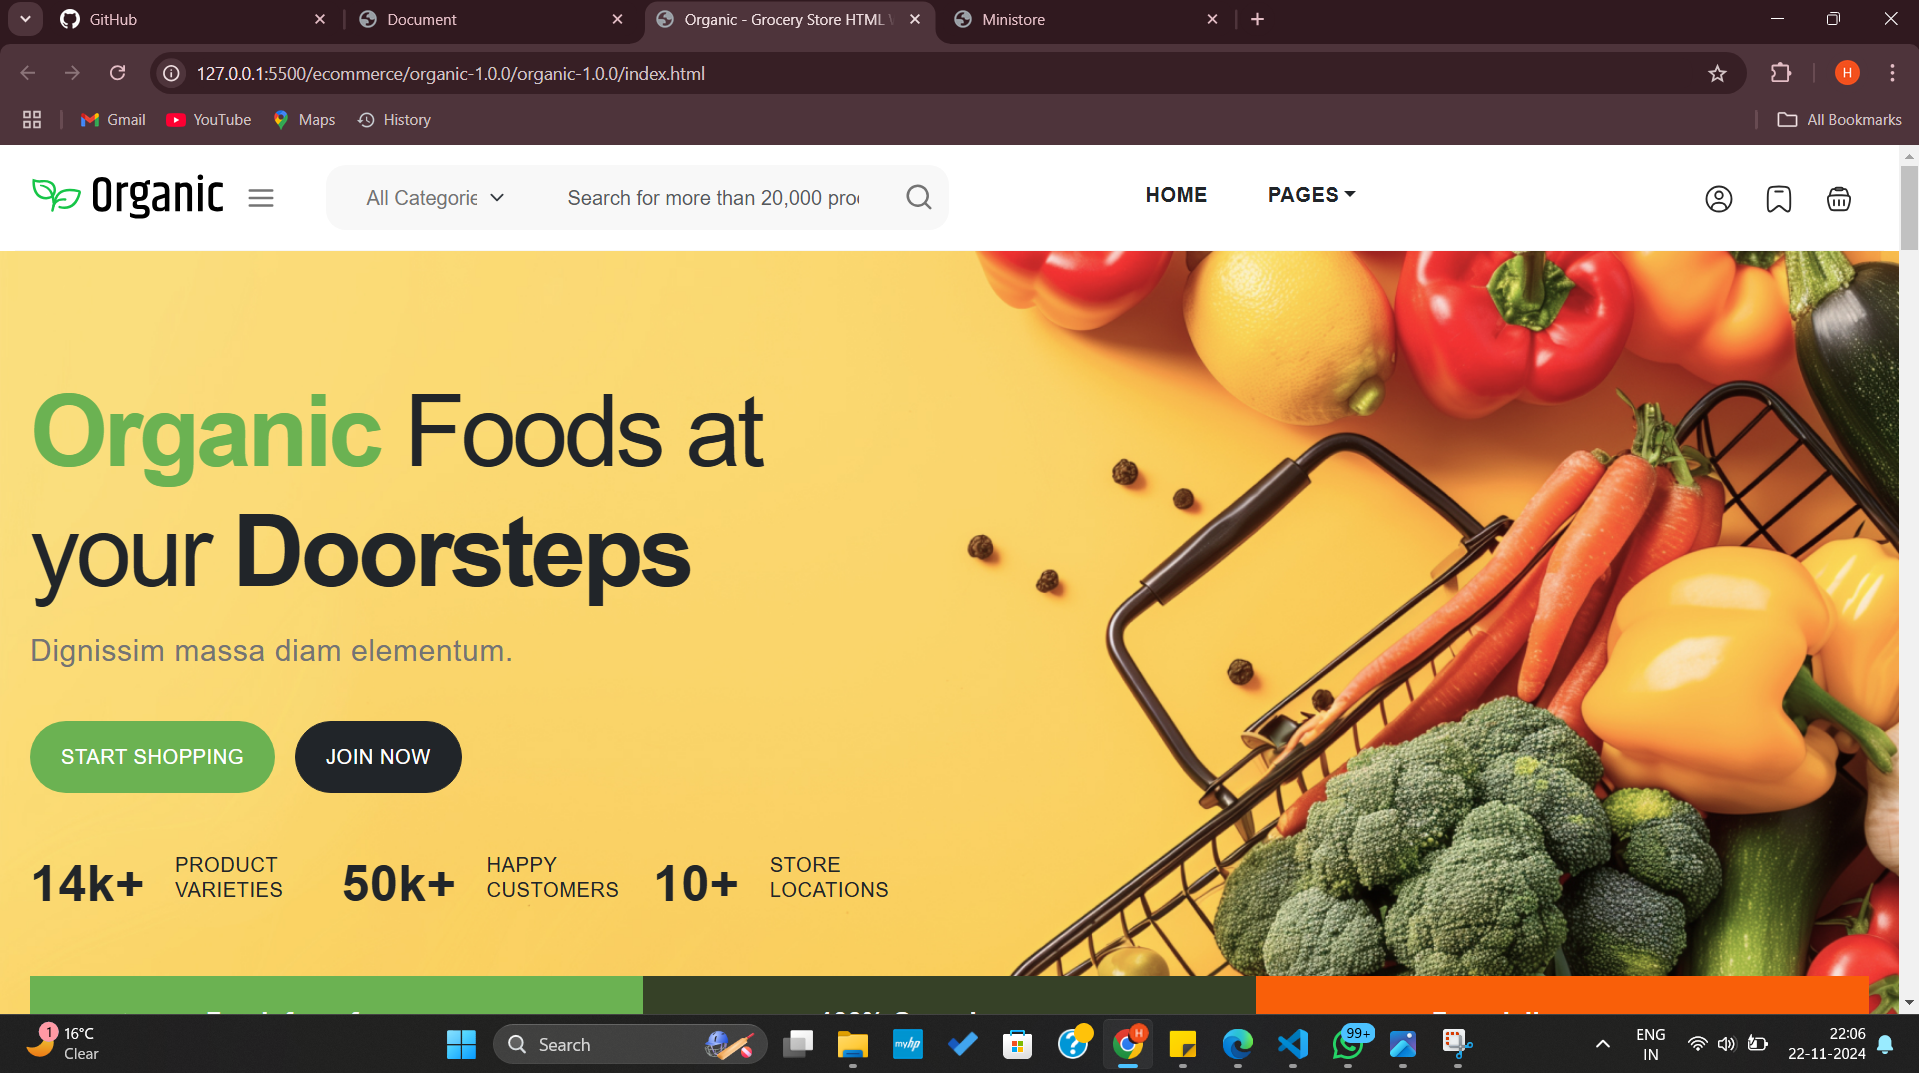 GitHub
Document
Organic - Grocery Store HTML
Ministore
127.0.0.1:5500/ecommerce/organic-1.0.0/organic-1.0.0/index.html
H
Gmail
YouTube
Maps
History
All Bookmarks
Organic
All Categorie
Search for more than 20,000 pro
HOME
PAGES
Organic Foods at
your Doorsteps
Dignissim massa diam elementum.
START SHOPPING
JOIN NOW
14k+
PRODUCT
VARIETIES
50k+
HAPPY
CUSTOMERS
10+
STORE
LOCATIONS
1
16°C
Clear
Search
myhp
H
99+
ENG
IN
22:06
22-11-2024